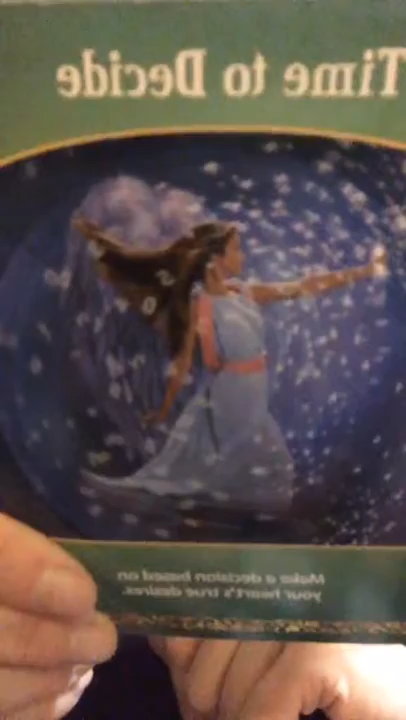 Time to Decide
Make a decision based on
your heart's true desires.